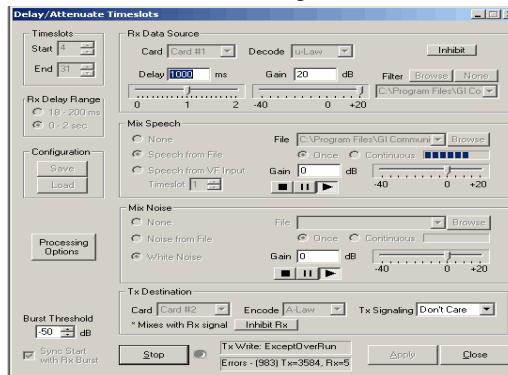 Delay/Attenuate Timeslots
Timeslots
Start 4
End 31
Rx Delay Range
18 - 200 ms
0 - 2 sec
Configuration
Save
Load
Processing Options
Burst Threshold
-50 dB
Sync Start with Rx Burst
Rx Data Source
Card Card #1 Decode u-Law Inhibit
Delay 1000 ms Gain 20 dB Filter Browse None
C:\Program Files\GI Co
0 1 2 -40 0 +20
Mix Speech
None File C:\Program Files\GI Communi Browse
Speech from File Once Continuous
Speech from VF Input Gain 0 dB
Timeslot 1 -40 0 +20
Mix Noise
None File Browse
Noise from File Once Continuous
White Noise Gain 0 dB
-40 0 +20
Tx Destination
Card Card #2 Encode A-Law Tx Signaling Don't Care
* Mixes with Rx signal Inhibit Rx
Stop Tx Write: ExceptOverRun Apply Close
Errors - (983) Tx=3584, Rx=5